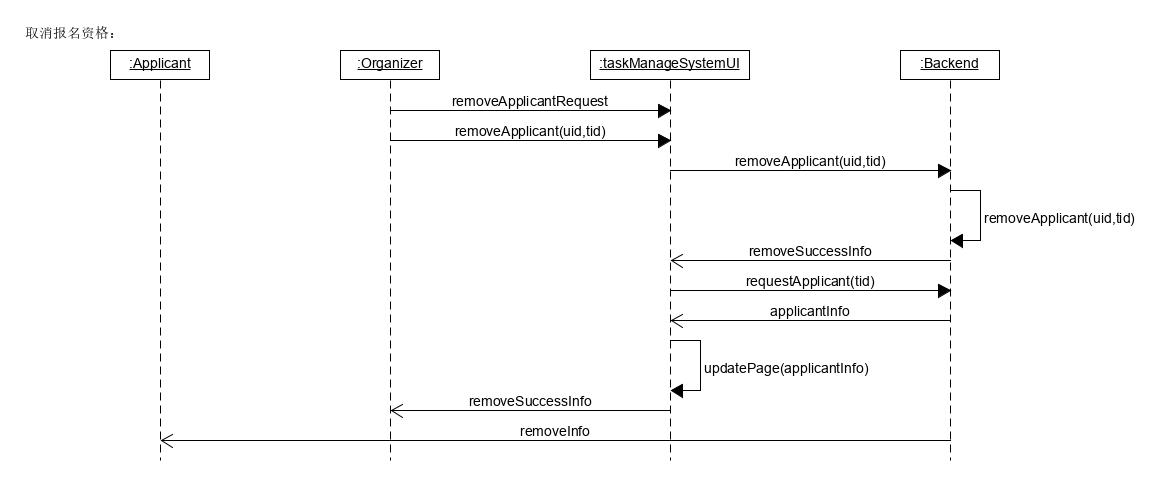 取消报名资格：
:Applicant
:Organizer
:taskManageSystemUI
:Backend
removeApplicantRequest
removeApplicant(uid,tid)
removeApplicant(uid,tid)
removeApplicant(uid,tid)
removeSuccessInfo
requestApplicant(tid)
applicantInfo
updatePage(applicantInfo)
removeSuccessInfo
removeInfo